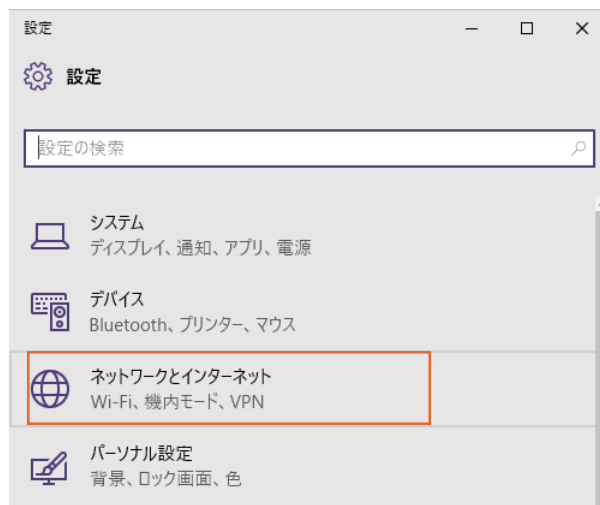 設定
設定
設定の検索
システム
ディスプレイ、通知、アプリ、電源
デバイス
Bluetooth、プリンター、マウス
ネットワークとインターネット
Wi-Fi、機内モード、VPN
パーソナル設定
背景、ロック画面、色